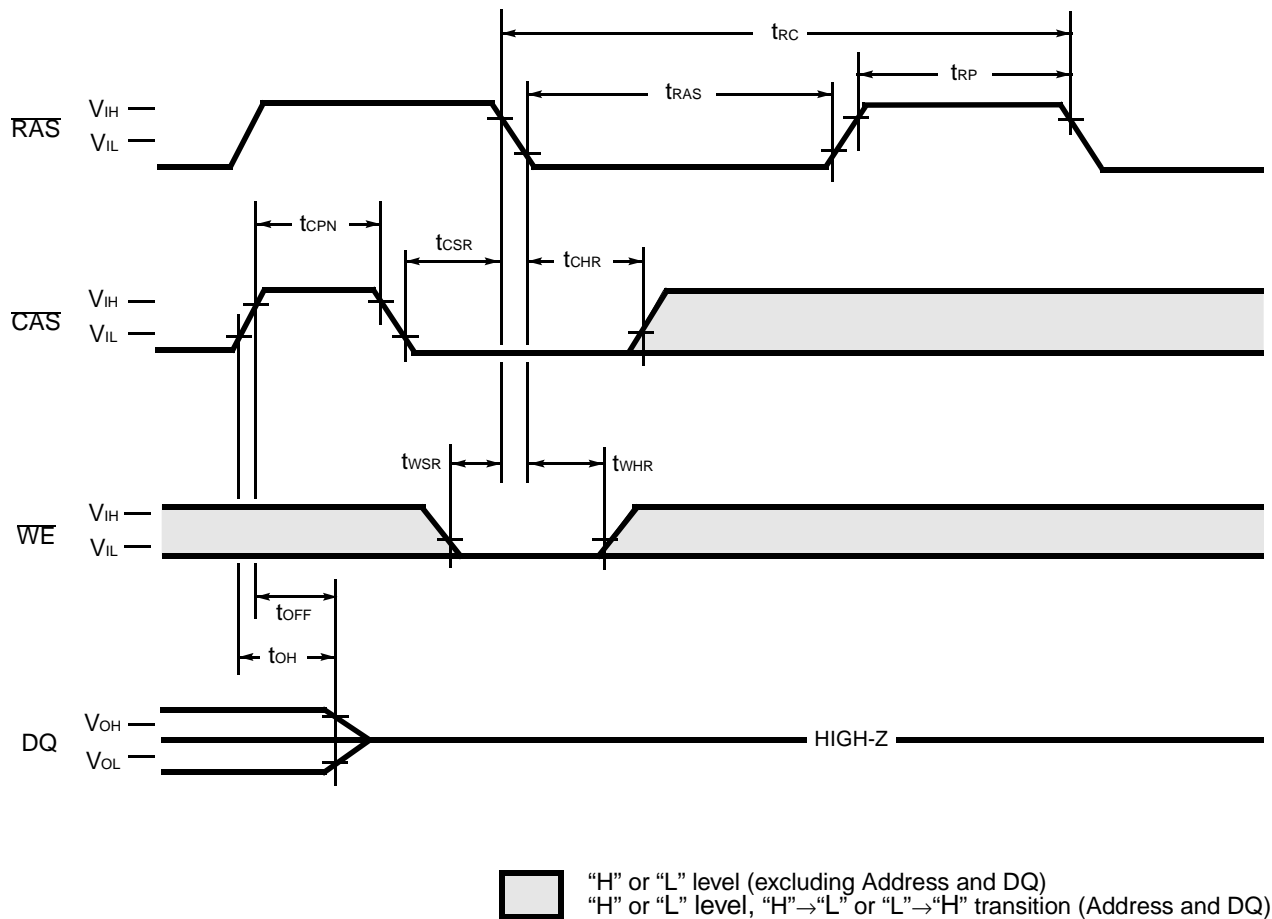 tRC
tRP
tRAS
RAS
VIH
VIL
tCPN
tCSR
tCHR
CAS
VIH
VIL
tWSR
tWHR
WE
VIH
VIL
tOFF
tOH
DQ
VOH
VOL
HIGH-Z
“H” or “L” level (excluding Address and DQ)
“H” or “L” level, “H”→“L” or “L”→“H” transition (Address and DQ)